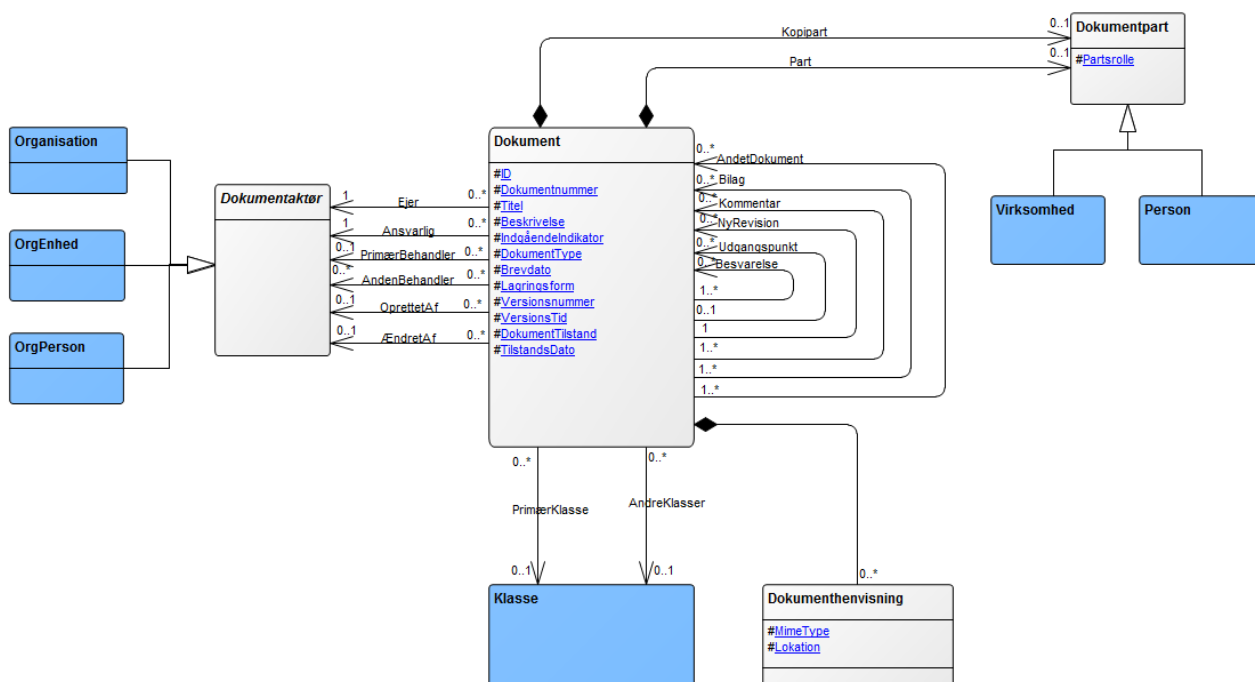 Kopipart
0..1
Part
0..1
Dokumentpart
#Partsrolle
Organisation
OrgEnhed
OrgPerson
Dokumentaktør
Dokument
#ID
#Dokumentnummer
#Titel
#Beskrivelse
#IndgåendeIndikator
#DokumentType
#Brevdato
#Lagringsform
#Versionsnummer
#VersionsTid
#DokumentTilstand
#TilstandsDato
1 Ejer 0..*
1 Ansvarlig 0..*
0..1 PrimærBehandler 0..*
0..* AndenBehandler 0..*
0..1 OprettetAf 0..*
0..1 ÆndretAf 0..*
0..* AndetDokument
0..* Bilag
0..* Kommentar
0..* NyRevision
0..* Udgangspunkt
0..* Besvarelse
1..*
0..1
1
1..*
1..*
1..*
Virksomhed
Person
0..*
0..*
PrimærKlasse
AndreKlasser
0..1
0..1
0..*
Klasse
Dokumenthenvisning
#MimeType
#Lokation